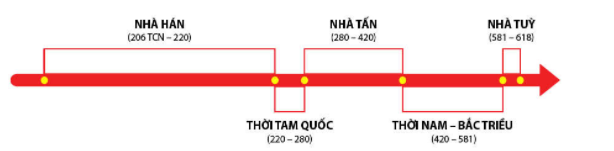 NHÀ HÁN
(206 TCN – 220)
NHÀ TẤN
(280 – 420)
NHÀ TUỲ
(581 – 618)
THỜI TAM QUỐC
(220 – 280)
THỜI NAM – BẮC TRIỀU
(420 – 581)